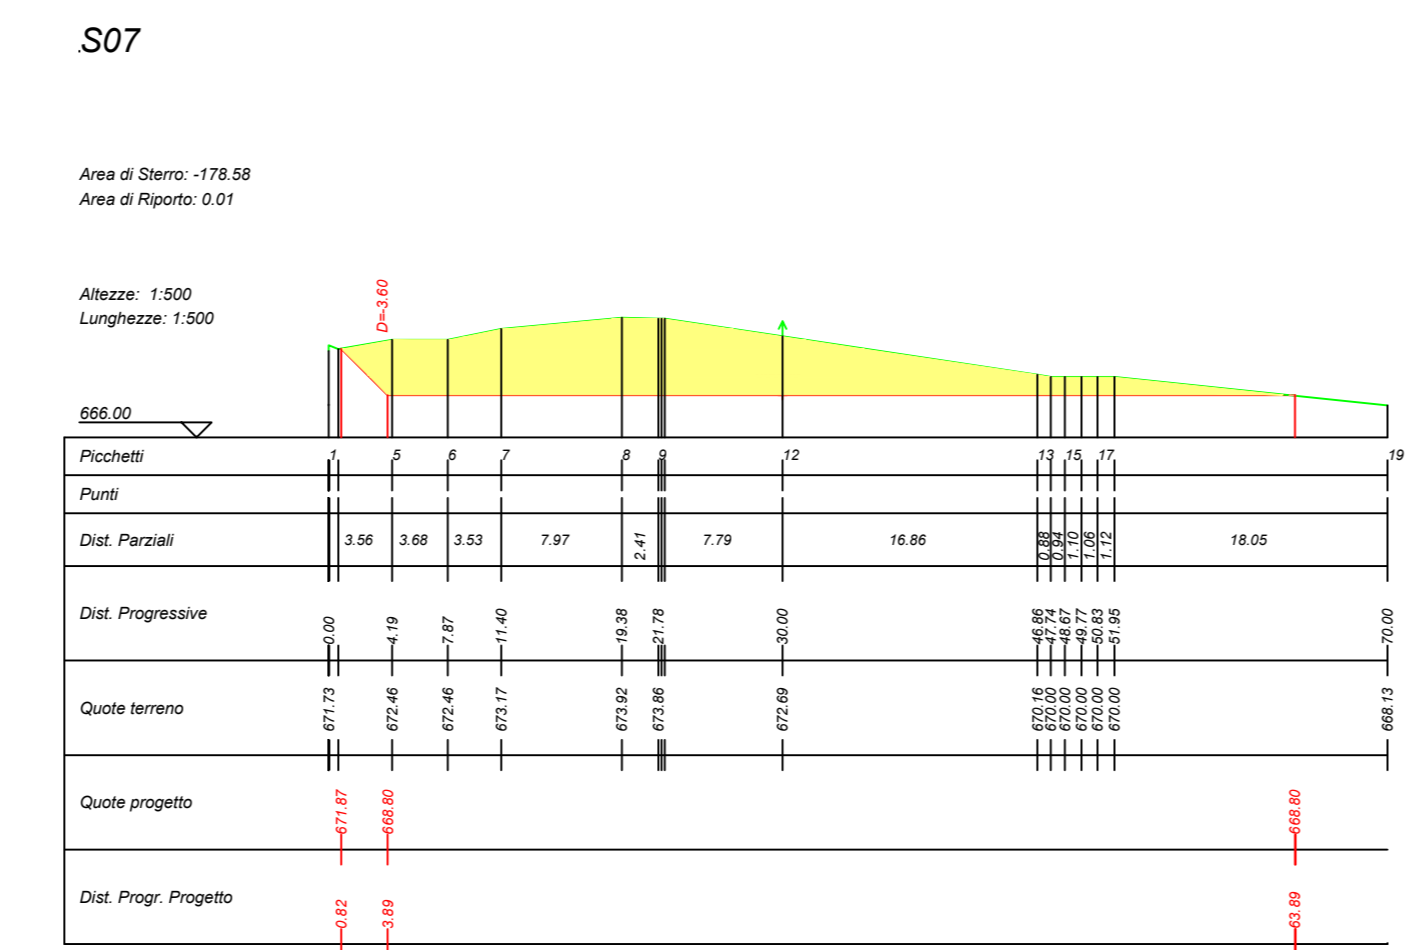 .S07
Area di Sterro: -178.58
Area di Riporto: 0.01
Altezze: 1:500
Lunghezze: 1:500
D=-3.60
666.00
Picchetti 1 5 6 7 8 9 12 13 15 17 19
Punti
Dist. Parziali 3.56 3.68 3.53 7.97 2.41 7.79 16.86 0.88 0.94 1.10 1.06 1.12 18.05
Dist. Progressive 0.00 4.19 7.87 11.40 19.38 21.78 30.00 46.86 47.74 48.67 49.77 50.83 51.95 70.00
Quote terreno 671.73 672.46 672.46 673.17 673.92 673.86 672.69 670.16 670.00 670.00 670.00 670.00 670.00 668.13
Quote progetto 671.87 668.80 668.80
Dist. Progr. Progetto 0.82 3.89 63.89